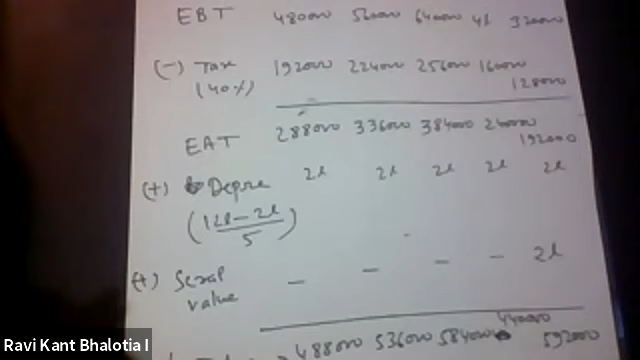 EBT 480000 560000 640000 4l 320000
(-) Tax 192000 224000 256000 160000
(40%) 128000
EAT 288000 336000 384000 240000
192000
(+) Depre 2l 2l 2l 2l 2l
(12l-2l/5)
(+) Scrap — — — — 2l
value
440000
488000 536000 584000 592000
Ravi Kant Bhalotia I